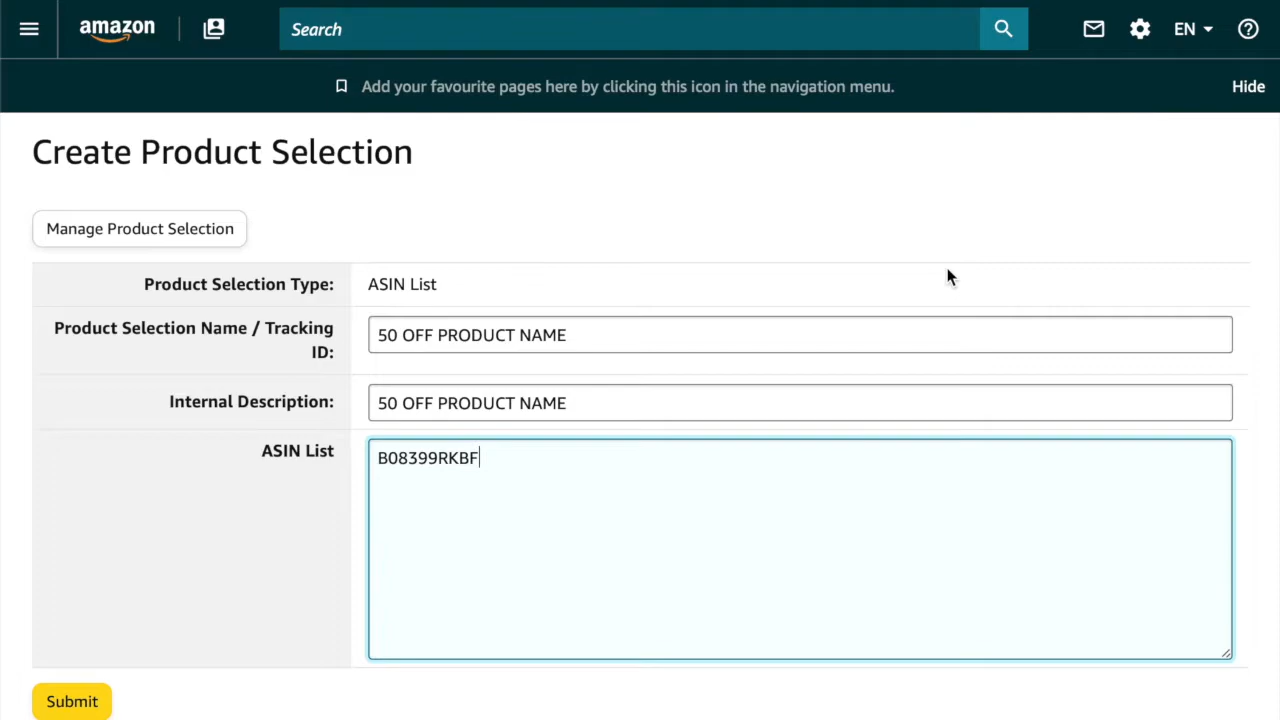 amazon
Search
EN
Add your favourite pages here by clicking this icon in the navigation menu.
Hide
Create Product Selection
Manage Product Selection
Product Selection Type:
ASIN List
Product Selection Name / Tracking
ID:
50 OFF PRODUCT NAME
Internal Description:
50 OFF PRODUCT NAME
ASIN List
B08399RKBF
Submit